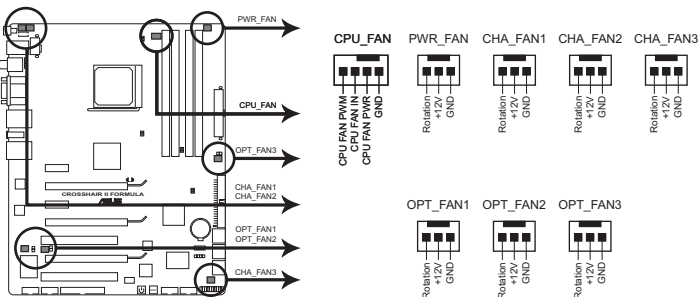 PWR_FAN
CPU_FAN
OPT_FAN3
CHA_FAN1
CHA_FAN2
OPT_FAN1
OPT_FAN2
CHA_FAN3
CROSSHAIR II FORMULA
ASUS
CPU_FAN PWR_FAN CHA_FAN1 CHA_FAN2 CHA_FAN3
CPU FAN PWM
CPU FAN IN
CPU FAN PWR
GND
Rotation
+12V
GND
Rotation
+12V
GND
Rotation
+12V
GND
Rotation
+12V
GND
OPT_FAN1 OPT_FAN2 OPT_FAN3
Rotation
+12V
GND
Rotation
+12V
GND
Rotation
+12V
GND